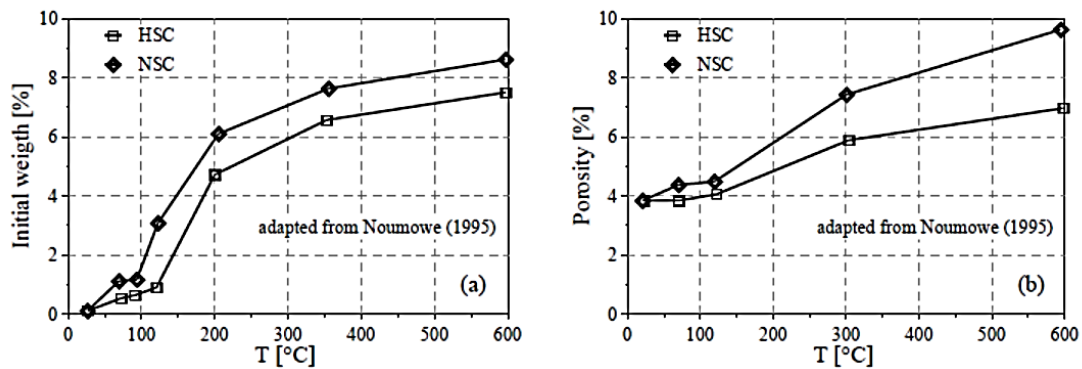 10
8
6
4
2
0
Initial weigth [%]
HSC
NSC
adapted from Noumowe (1995)
(a)
0 100 200 300 400 500 600
T [°C]
10
8
6
4
2
0
Porosity [%]
HSC
NSC
adapted from Noumowe (1995)
(b)
0 100 200 300 400 500 600
T [°C]